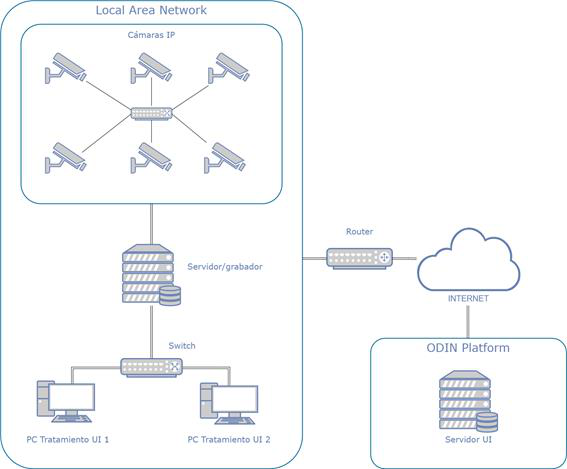 Local Area Network
Cámaras IP
Router
Servidor/grabador
INTERNET
Switch
ODIN Platform
PC Tratamiento UI 1
PC Tratamiento UI 2
Servidor UI